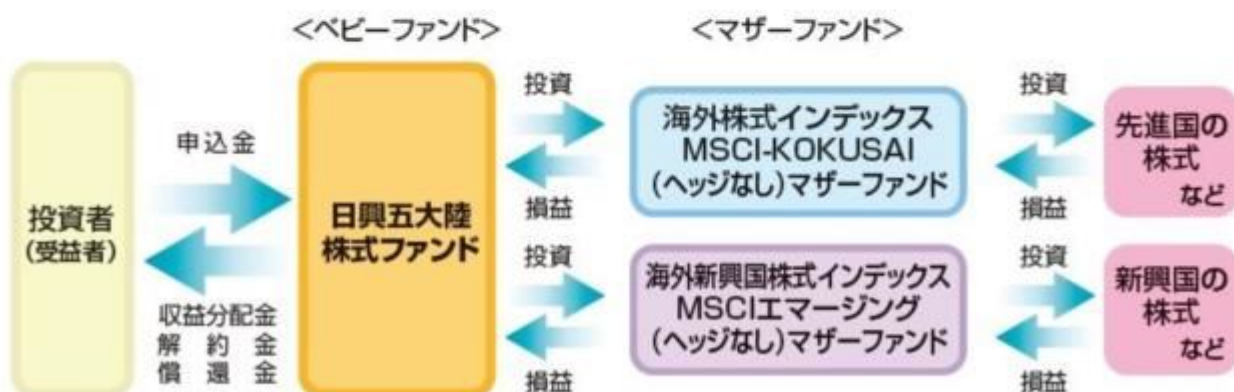 <ベビーファンド>
<マザーファンド>
投資者
(受益者)
申込金
収益分配金
解約金
償還金
日興五大陸
株式ファンド
投資
損益
海外株式インデックス
MSCI-KOKUSAI
(ヘッジなし)マザーファンド
投資
損益
先進国の
株式
など
投資
損益
海外新興国株式インデックス
MSCIエマージング
(ヘッジなし)マザーファンド
投資
損益
新興国の
株式
など